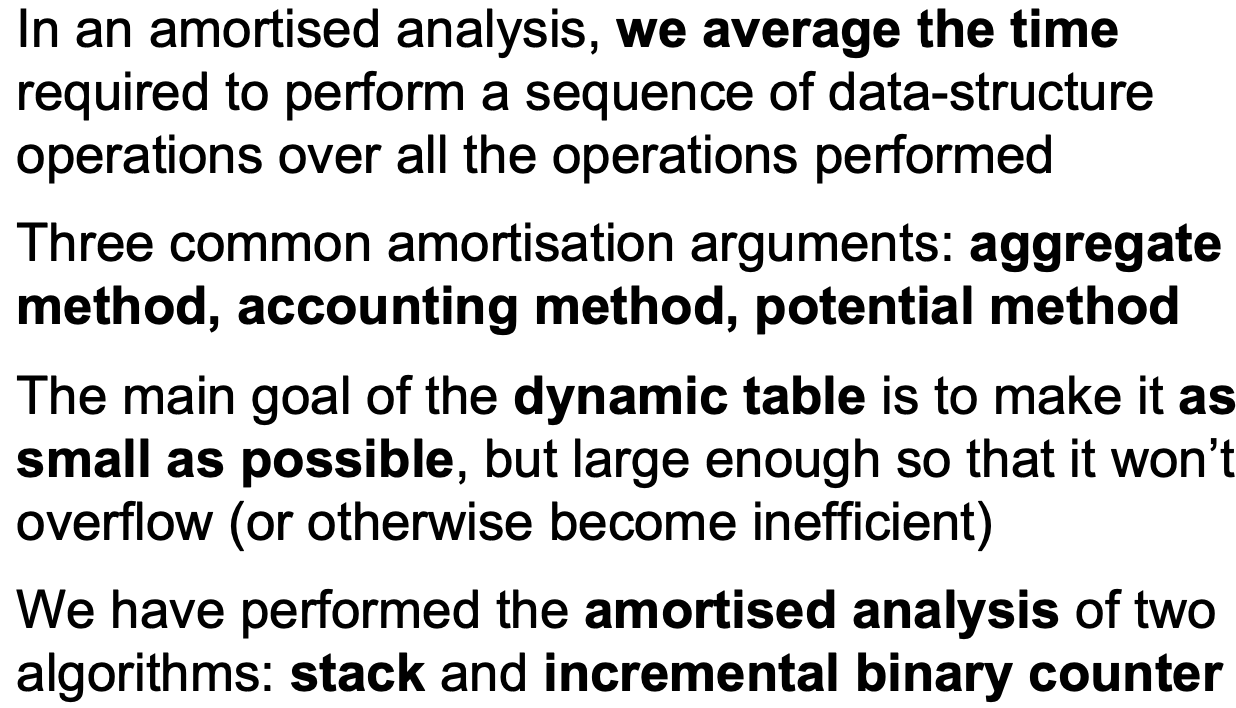 In an amortised analysis, we average the time
required to perform a sequence of data-structure
operations over all the operations performed
Three common amortisation arguments: aggregate
method, accounting method, potential method
The main goal of the dynamic table is to make it as
small as possible, but large enough so that it won’t
overflow (or otherwise become inefficient)
We have performed the amortised analysis of two
algorithms: stack and incremental binary counter